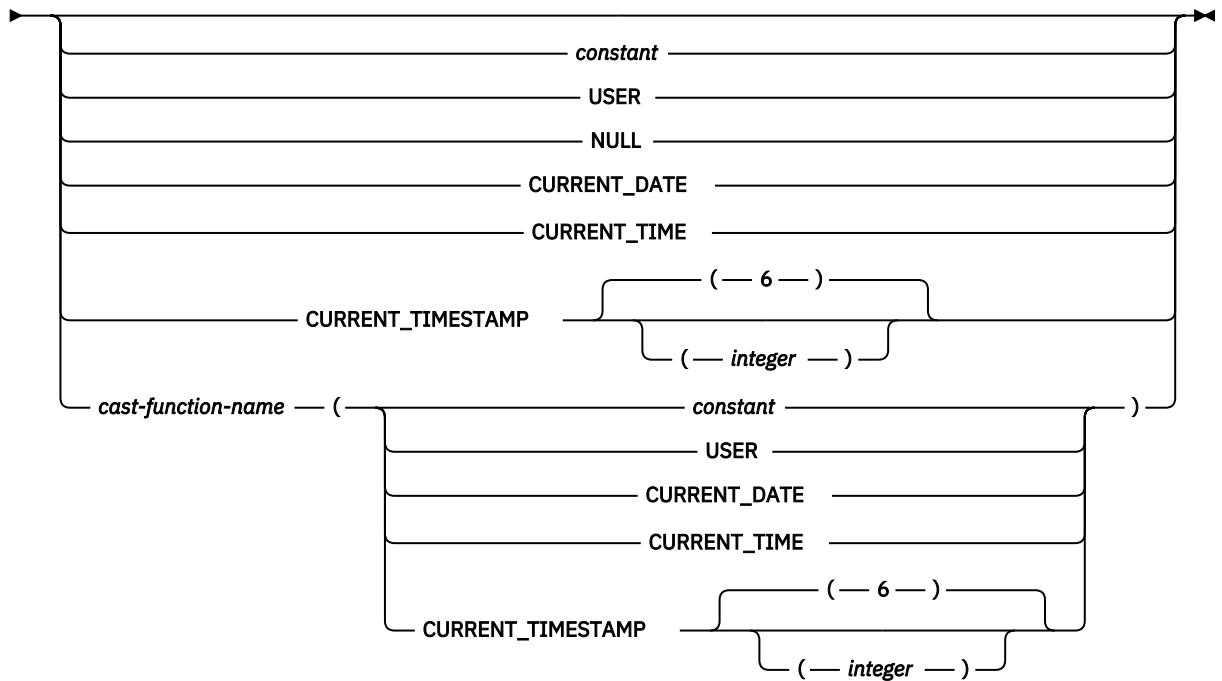 constant
USER
NULL
CURRENT_DATE
CURRENT_TIME
( 6 )
CURRENT_TIMESTAMP
( integer )
cast-function-name ( constant )
USER
CURRENT_DATE
CURRENT_TIME
( 6 )
CURRENT_TIMESTAMP
( integer )